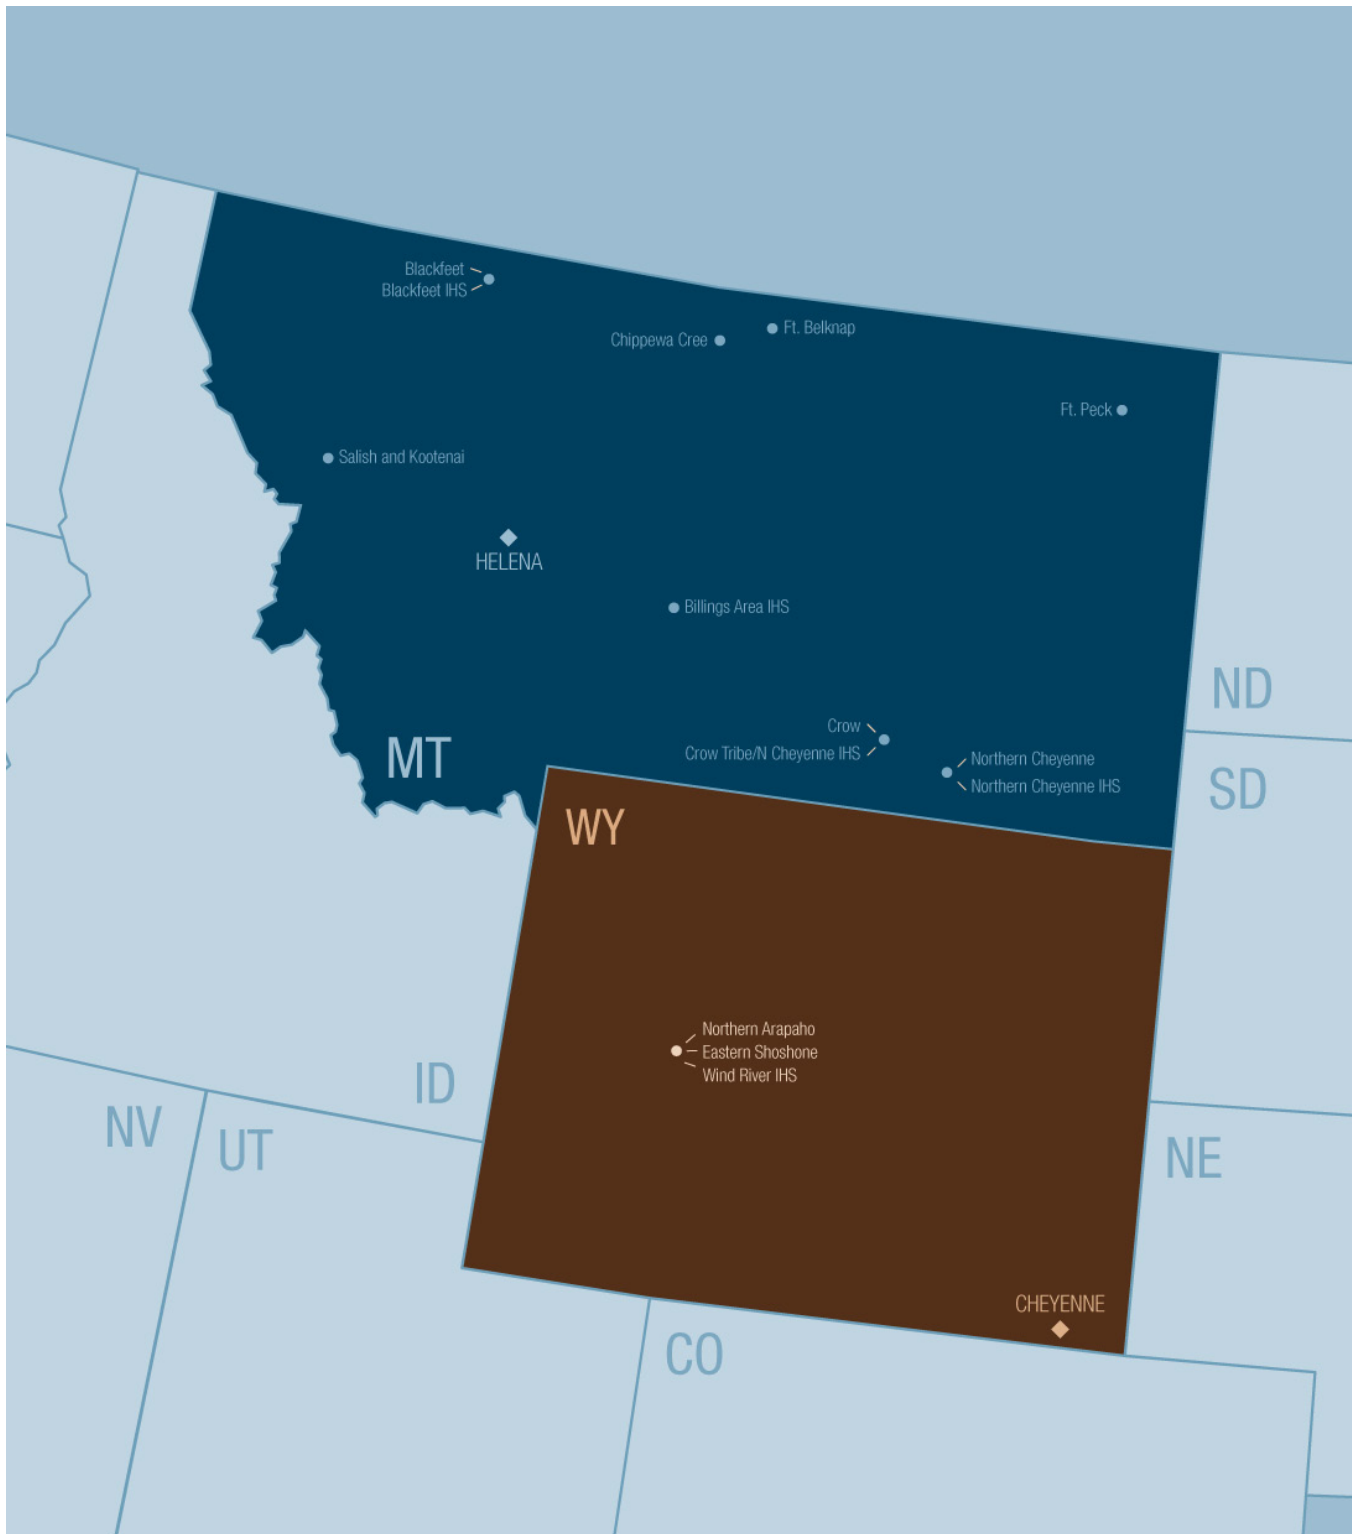 Blackfeet
Blackfeet IHS
Chippewa Cree
Ft. Belknap
Ft. Peck
Salish and Kootenai
HELENA
Billings Area IHS
ND
Crow
Crow Tribe/N Cheyenne IHS
Northern Cheyenne
Northern Cheyenne IHS
MT
SD
WY
Northern Arapaho
Eastern Shoshone
Wind River IHS
ID
NV
UT
NE
CHEYENNE
CO